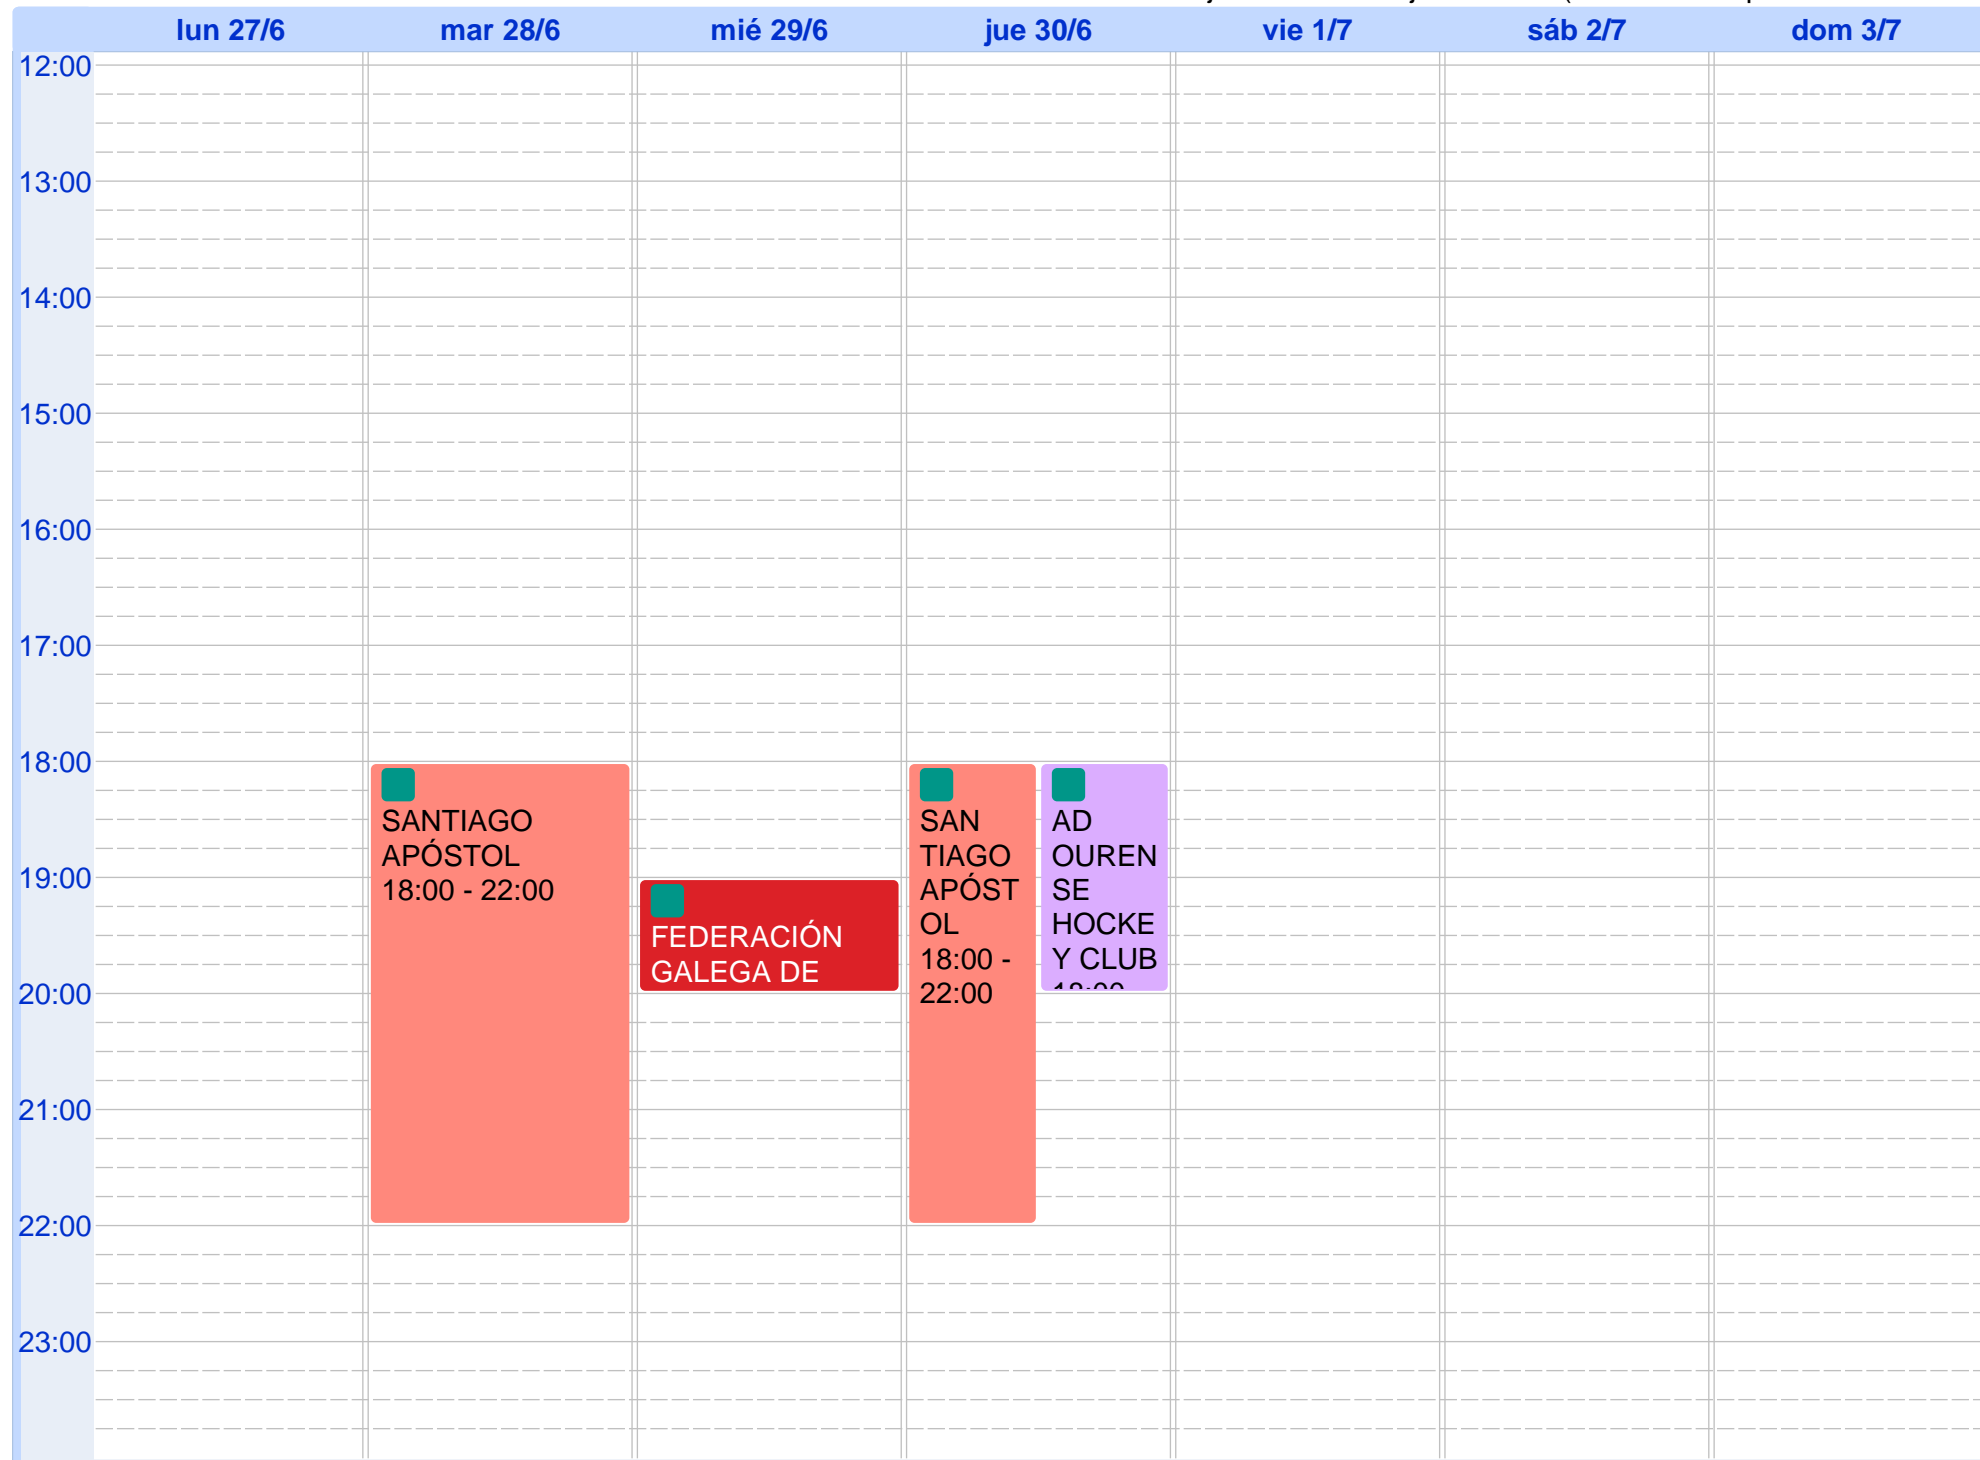 lun 27/6 mar 28/6 mié 29/6 jue 30/6 vie 1/7 sáb 2/7 dom 3/7
12:00
13:00
14:00
15:00
16:00
17:00
18:00
SANTIAGO
APÓSTOL
18:00 - 22:00
FEDERACIÓN
GALEGA DE
SAN
TIAGO
APÓST
OL
18:00 -
22:00
AD
OUREN
SE
HOCKE
Y CLUB
18:00
19:00
20:00
21:00
22:00
23:00